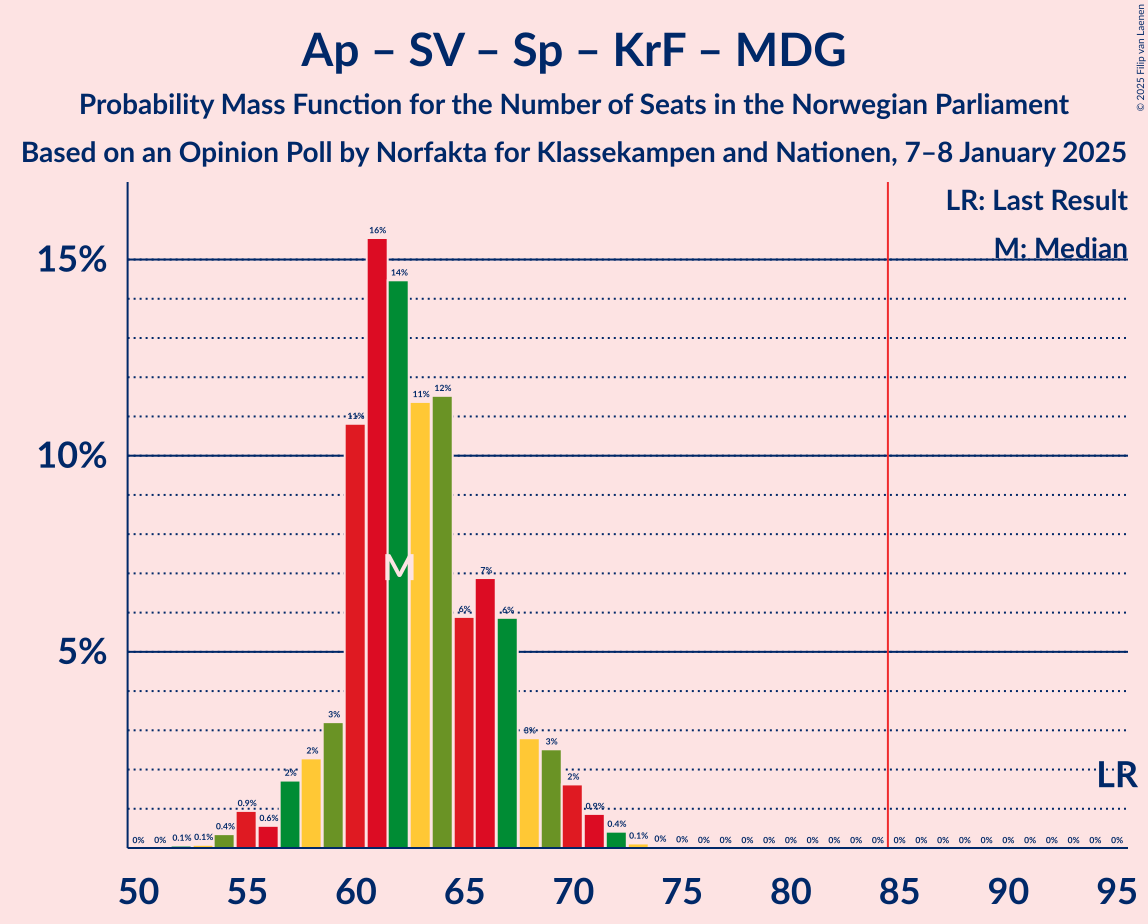 Ap – SV – Sp – KrF – MDG
Probability Mass Function for the Number of Seats in the Norwegian Parliament
Based on an Opinion Poll by Norfakta for Klassekampen and Nationen, 7–8 January 2025
© 2025 Filip van Laenen
LR: Last Result
M: Median
15%
10%
5%
0% 0% 0.1% 0.1% 0.4% 0.9% 0.6% 2% 2% 3% 11% 16% 14% 11% 12% 6% 7% 6% 3% 3% 2% 0.9% 0.4% 0.1% 0% 0% 0% 0% 0% 0% 0% 0% 0% 0% 0% 0% 0% 0% 0% 0% 0% 0% 0% 0% 0% 0%
M
LR
50 55 60 65 70 75 80 85 90 95